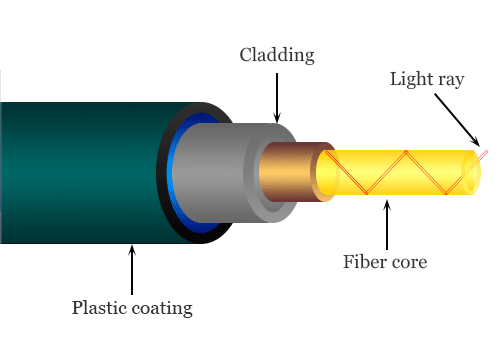 Cladding
Light ray
Fiber core
Plastic coating